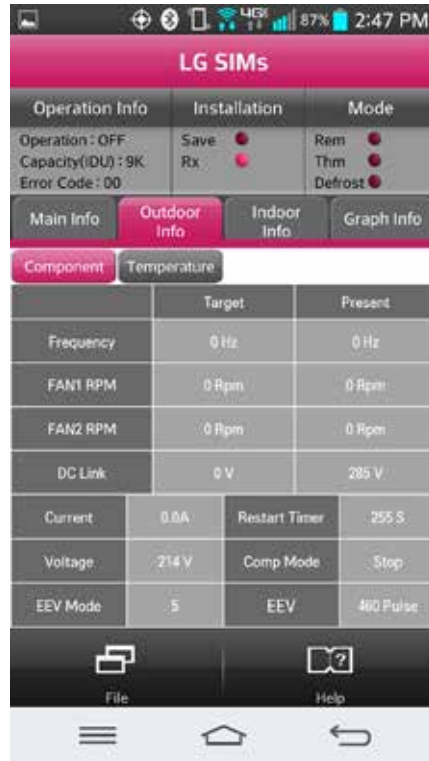 4G 87% 2:47 PM
LG SIMs
Operation Info Installation Mode
Operation : OFF Save Rem
Capacity(IDU) : 9K Rx Thm
Error Code : 00 Defrost
Main Info Outdoor Info Indoor Info Graph Info
Component Temperature
Target Present
Frequency 0 Hz 0 Hz
FAN1 RPM 0 Rpm 0 Rpm
FAN2 RPM 0 Rpm 0 Rpm
DC Link 0 V 285 V
Current 0.0A Restart Timer 255 S
Voltage 214 V Comp Mode Stop
EEV Mode 5 EEV 460 Pulse
File Help